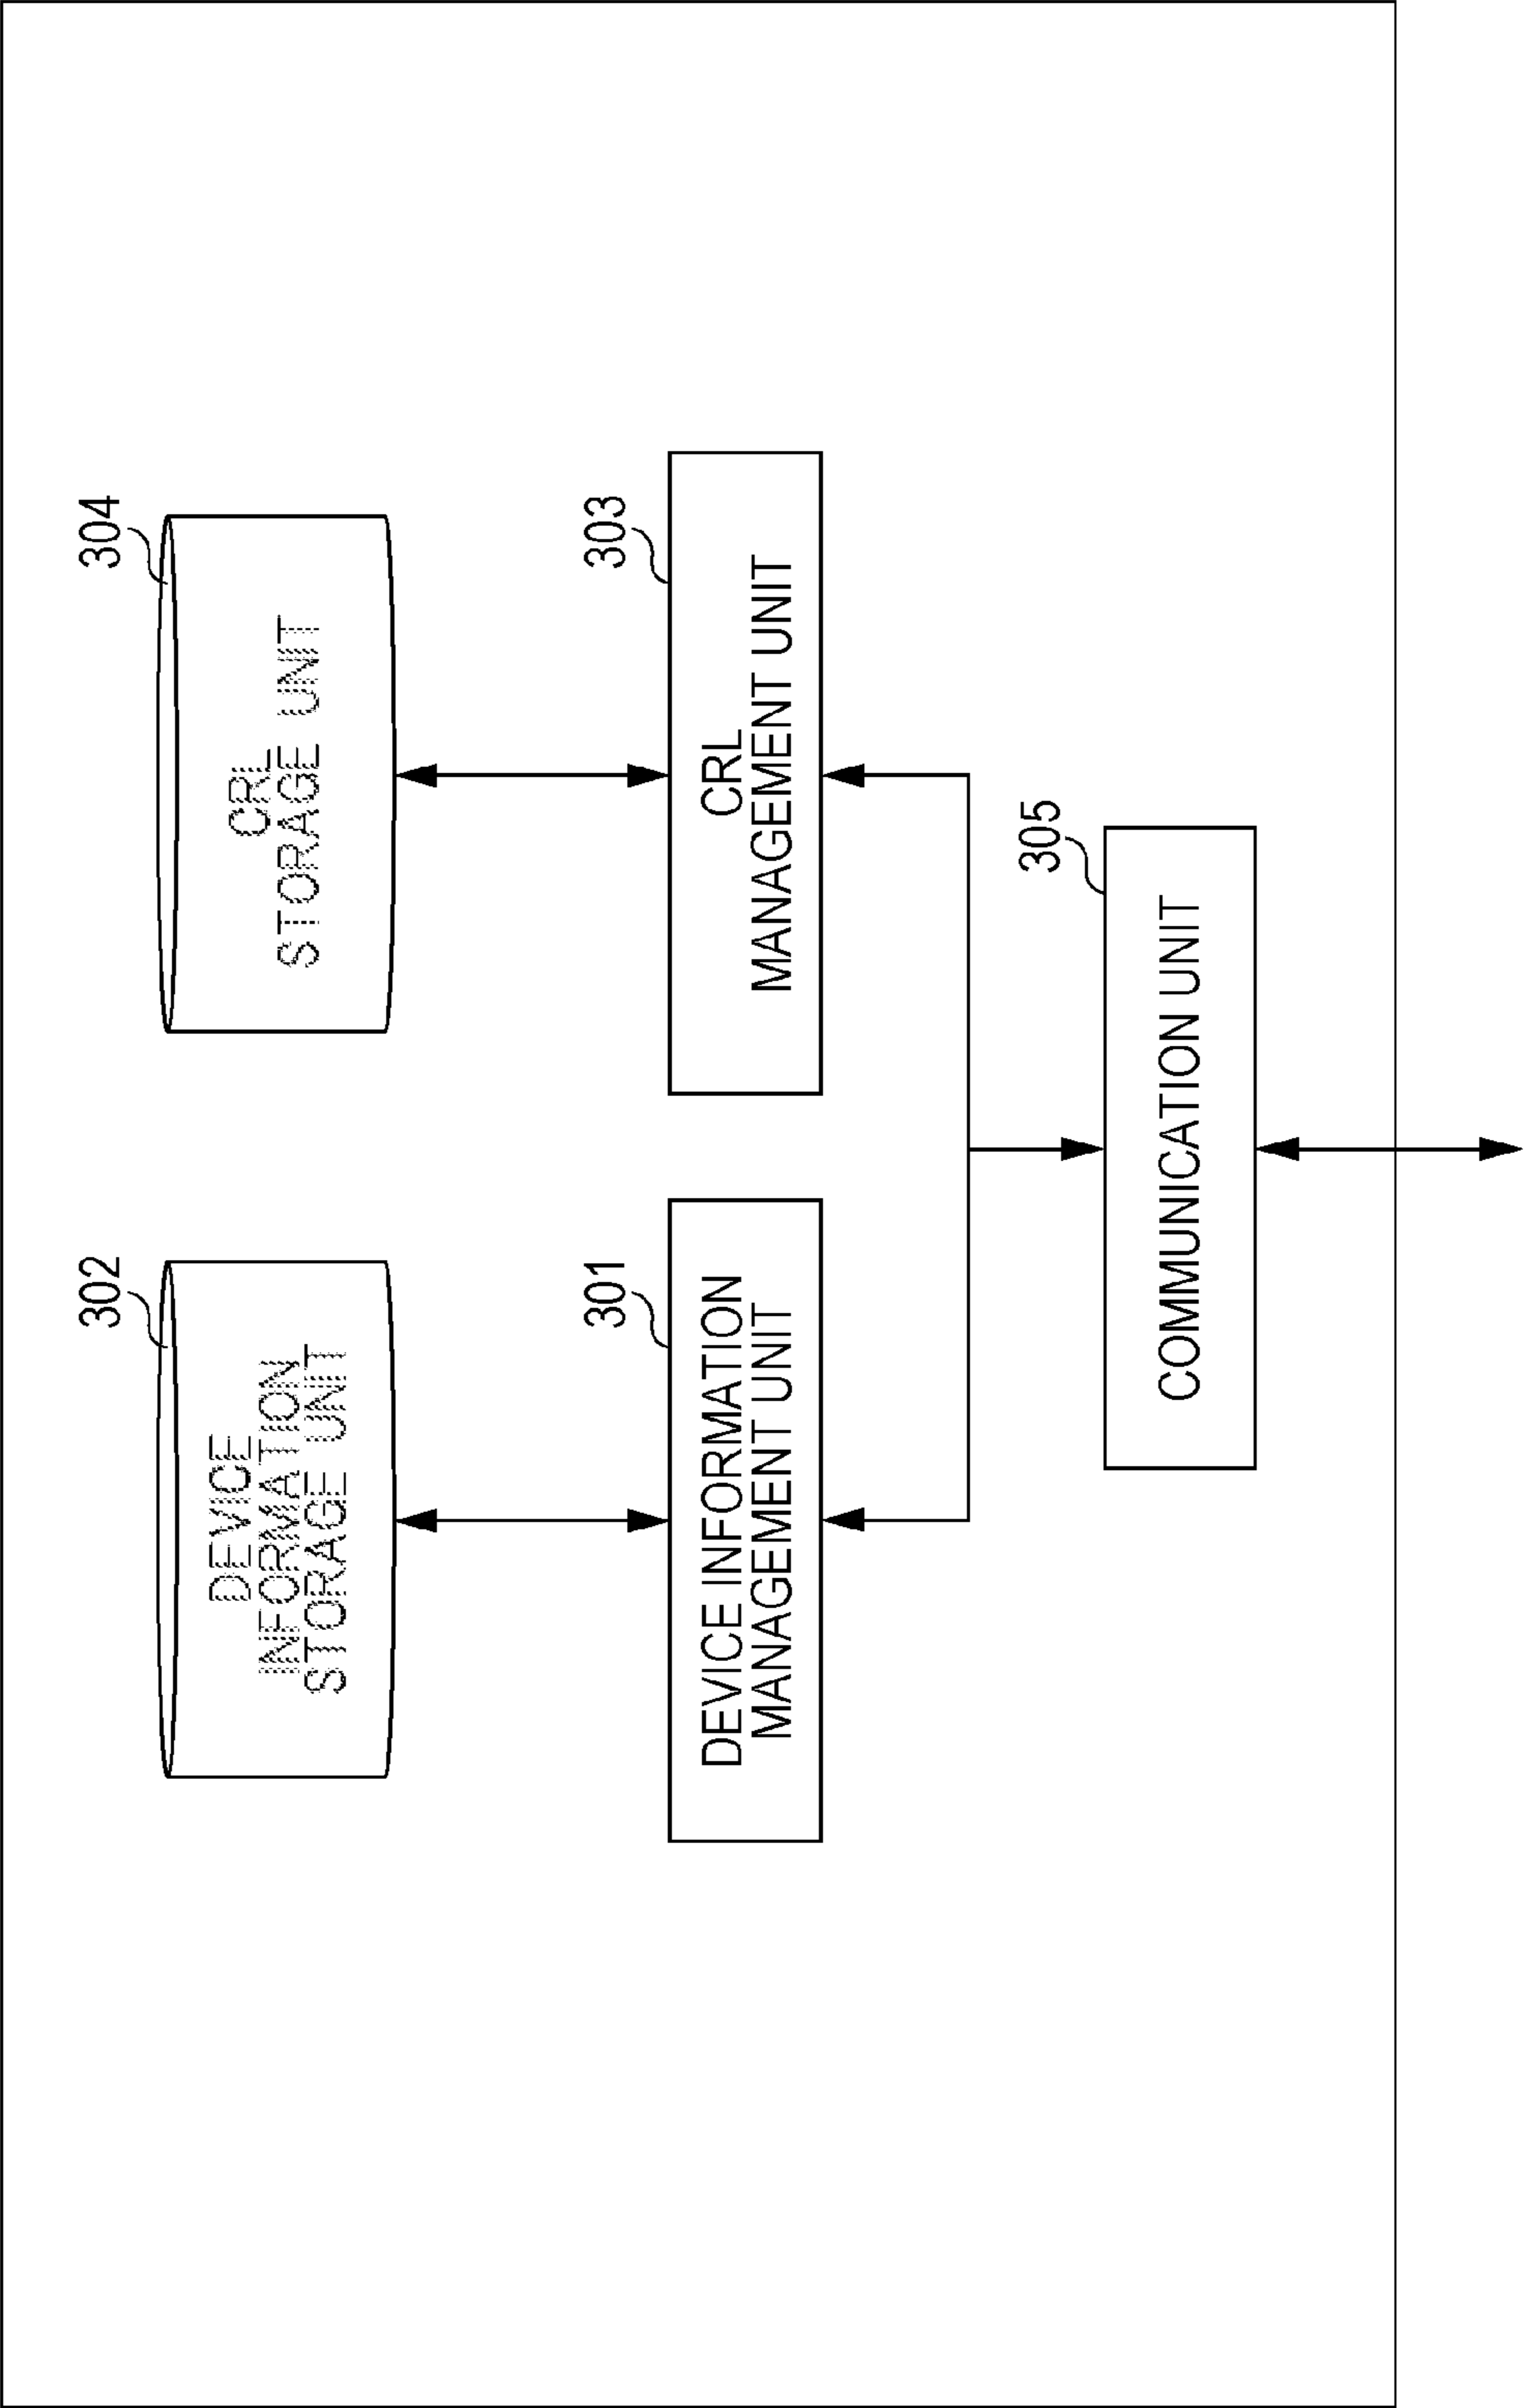 302
DEVICE
INFORMATION
STORAGE UNIT
304
CRL
STORAGE UNIT
301
DEVICE INFORMATION
MANAGEMENT UNIT
303
CRL
MANAGEMENT UNIT
305
COMMUNICATION UNIT